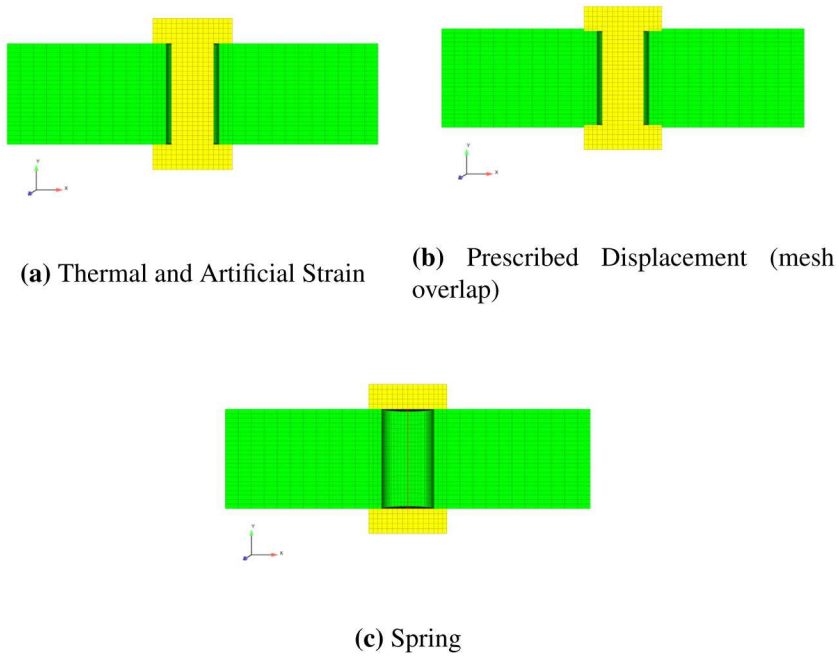 Y
X
Y
X
(a) Thermal and Artificial Strain
(b) Prescribed Displacement (mesh
overlap)
Y
X
(c) Spring